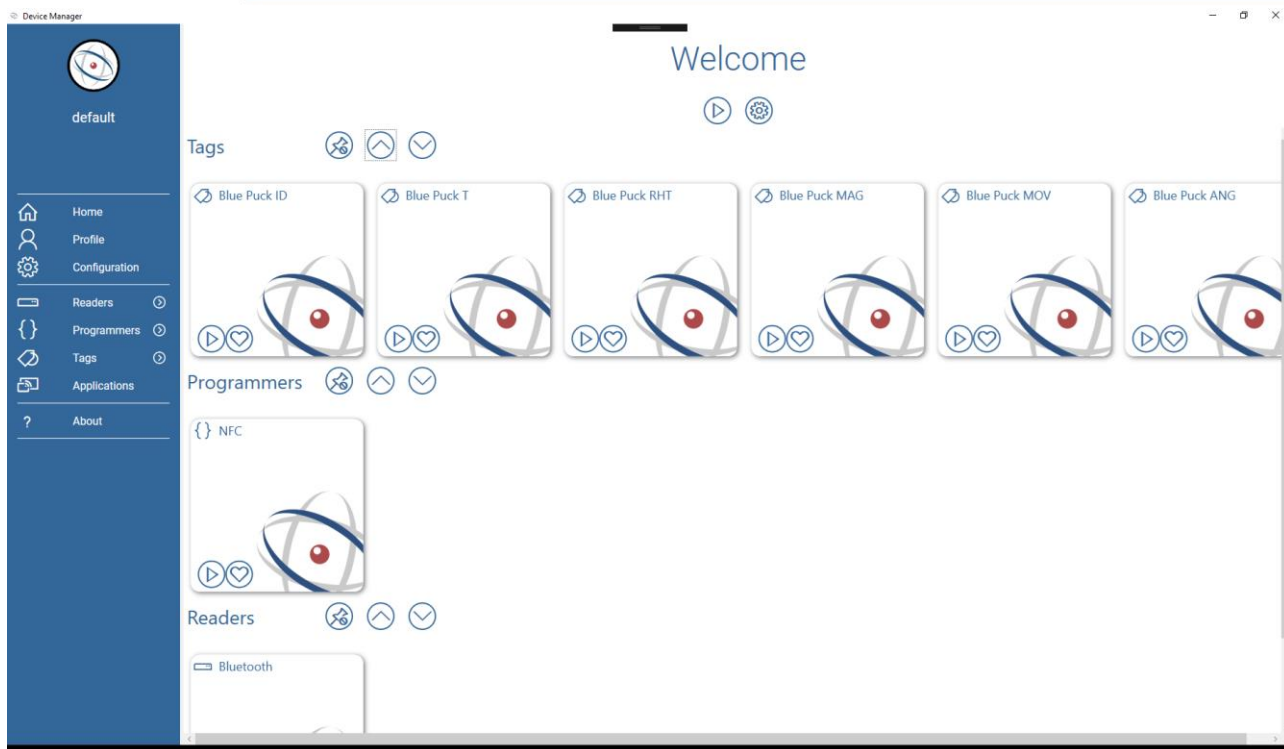 Device Manager
Welcome
default
Home
Profile
Configuration
Readers
Programmers
Tags
Applications
? About
Tags
Blue Puck ID
Blue Puck T
Blue Puck RHT
Blue Puck MAG
Blue Puck MOV
Blue Puck ANG
Programmers
{ } NFC
Readers
Bluetooth